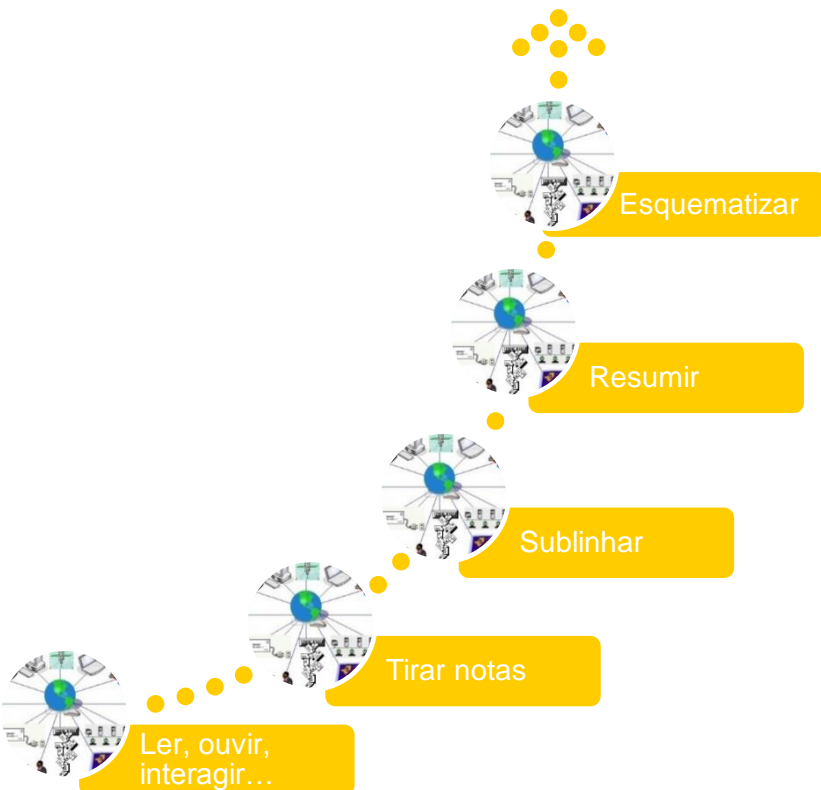 Esquematizar
Resumir
Sublinhar
Tirar notas
Ler, ouvir,
interagir…